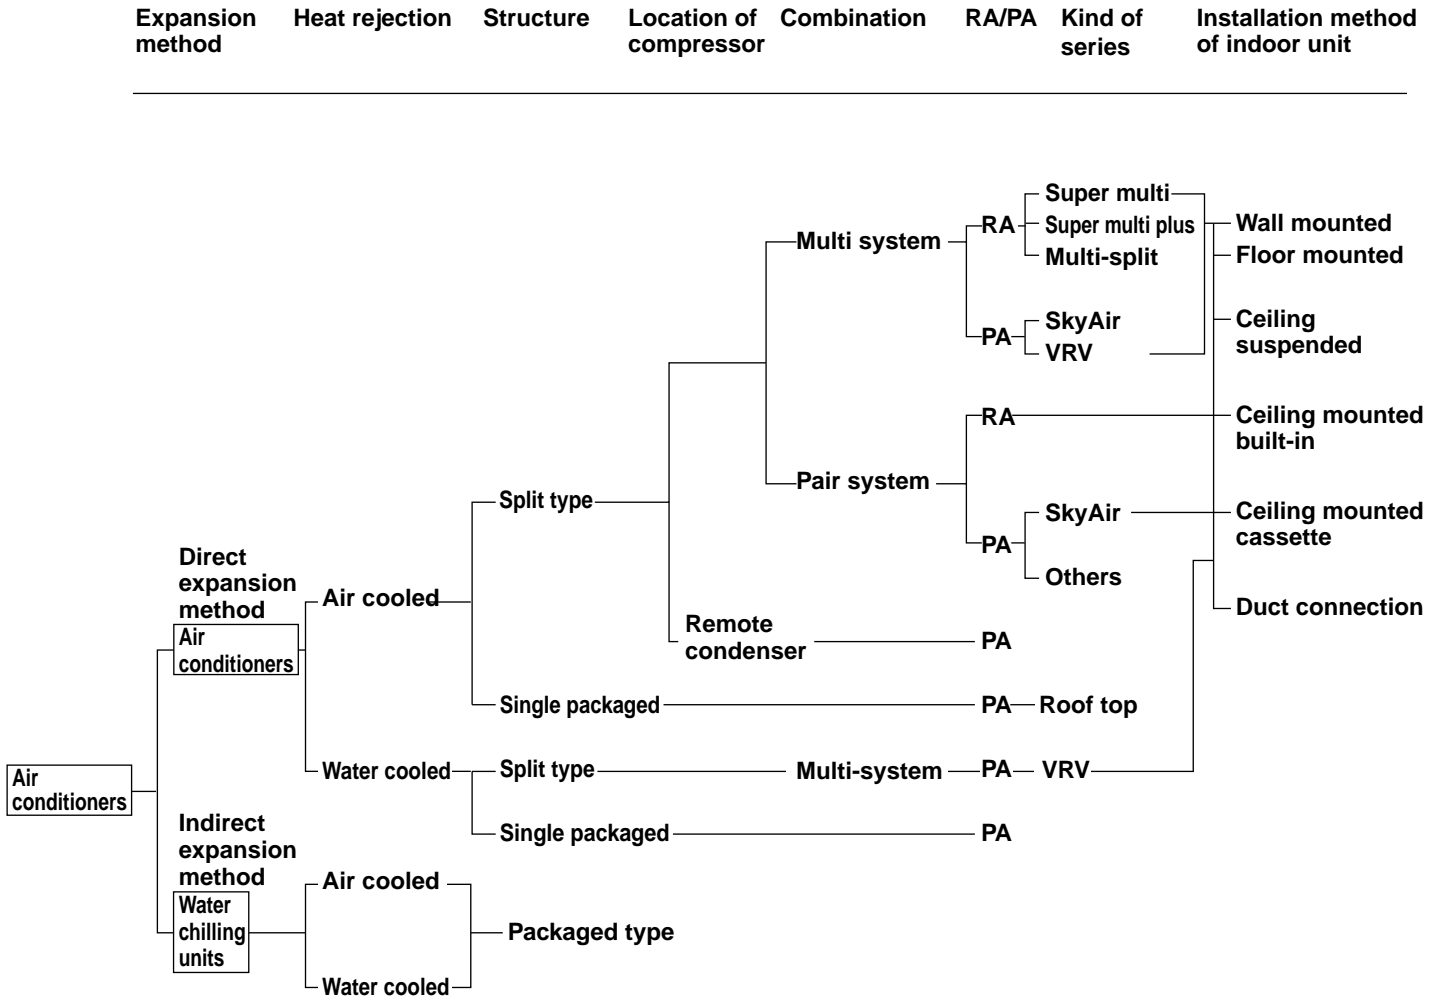 Expansion
method
Heat rejection
Structure
Location of
compressor
Combination
RA/PA
Kind of
series
Installation method
of indoor unit
Super multi
RA
Super multi plus
Multi-split
Multi system
Wall mounted
Floor mounted
SkyAir
PA
VRV
Ceiling
suspended
RA
Ceiling mounted
built-in
Pair system
Split type
SkyAir
PA
Others
Ceiling mounted
cassette
Direct
expansion
method
Air cooled
Duct connection
Air
conditioners
Remote
condenser
PA
Single packaged
PA
Roof top
Air
conditioners
Water cooled
Split type
Multi-system
PA
VRV
Single packaged
PA
Indirect
expansion
method
Air cooled
Water
chilling
units
Packaged type
Water cooled